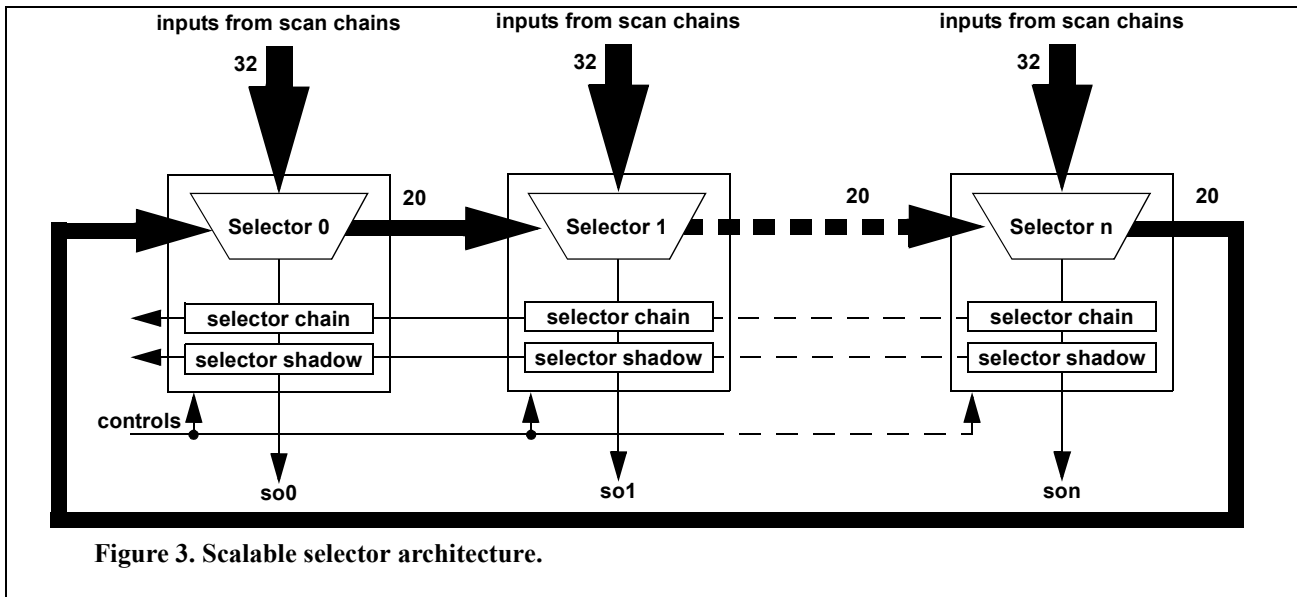 inputs from scan chains inputs from scan chains inputs from scan chains
32 32 32
20 20 20
Selector 0 Selector 1 Selector n
selector chain selector chain selector chain
selector shadow selector shadow selector shadow
controls
so0 so1 son
Figure 3. Scalable selector architecture.